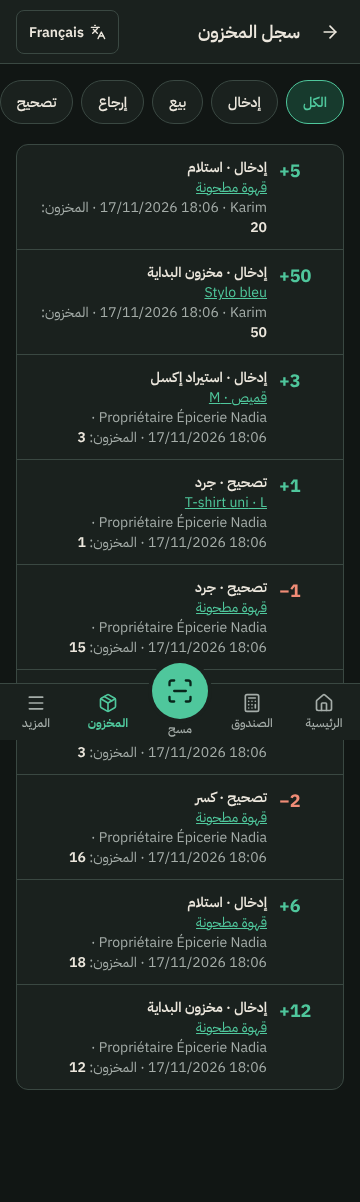 سجل المخزون
Français
الكل
إدخال
بيع
إرجاع
تصحيح
+5
إدخال · استلام
قهوة مطحونة
17/11/2026 18:06 · Karim · المخزون:
20
+50
إدخال · مخزون البداية
Stylo bleu
17/11/2026 18:06 · Karim · المخزون:
50
+3
إدخال · استيراد إكسل
قميص · M
Propriétaire Épicerie Nadia ·
17/11/2026 18:06 · المخزون: 3
+1
تصحيح · جرد
T-shirt uni · L
Propriétaire Épicerie Nadia ·
17/11/2026 18:06 · المخزون: 1
−1
تصحيح · جرد
قهوة مطحونة
Propriétaire Épicerie Nadia ·
17/11/2026 18:06 · المخزون: 15
الرئيسية
الصندوق
مسح
المخزون
المزيد
17/11/2026 18:06 · المخزون: 3
−2
تصحيح · كسر
قهوة مطحونة
Propriétaire Épicerie Nadia ·
17/11/2026 18:06 · المخزون: 16
+6
إدخال · استلام
قهوة مطحونة
Propriétaire Épicerie Nadia ·
17/11/2026 18:06 · المخزون: 18
+12
إدخال · مخزون البداية
قهوة مطحونة
Propriétaire Épicerie Nadia ·
17/11/2026 18:06 · المخزون: 12